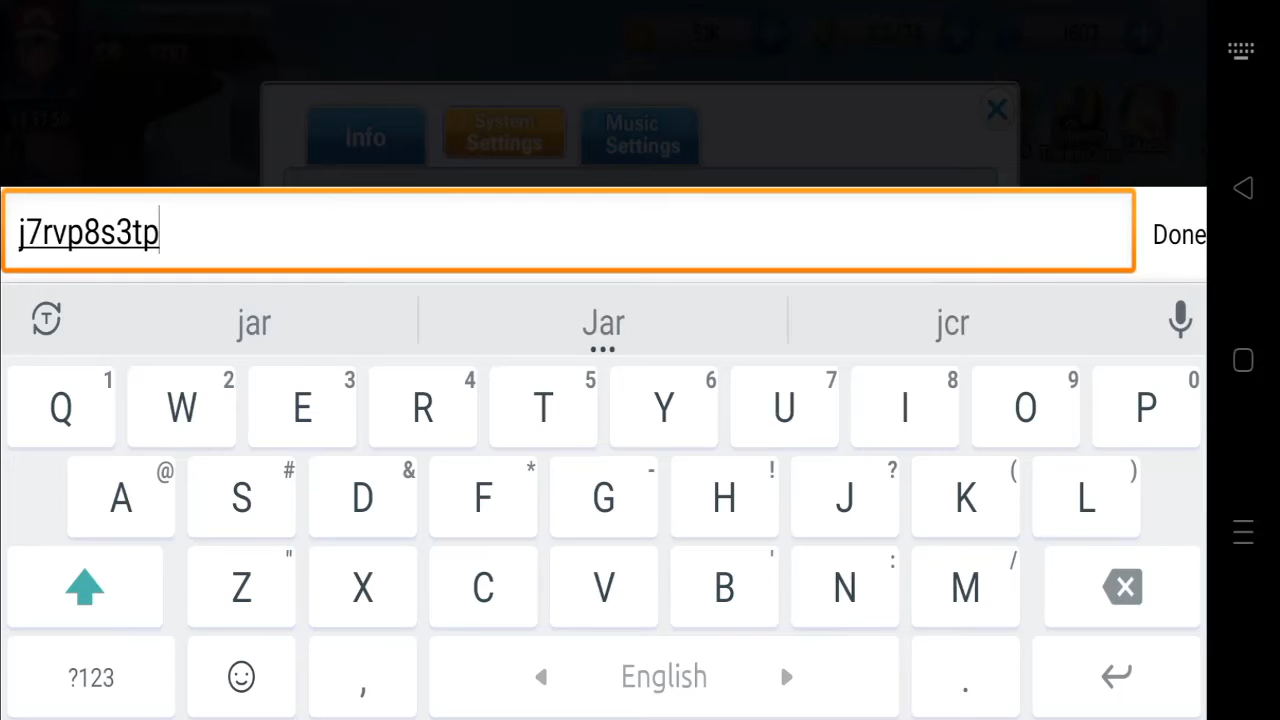 Info
System
Settings
Music
Settings
j7rvp8s3tp
Done
jar
Jar
jcr
Q 1 W 2 E 3 R 4 T 5 Y 6 U 7 I 8 O 9 P 0
A @ S # D & F * G - H ! J ? K ( L )
Z " X C V B ' N : M /
?123 , English .